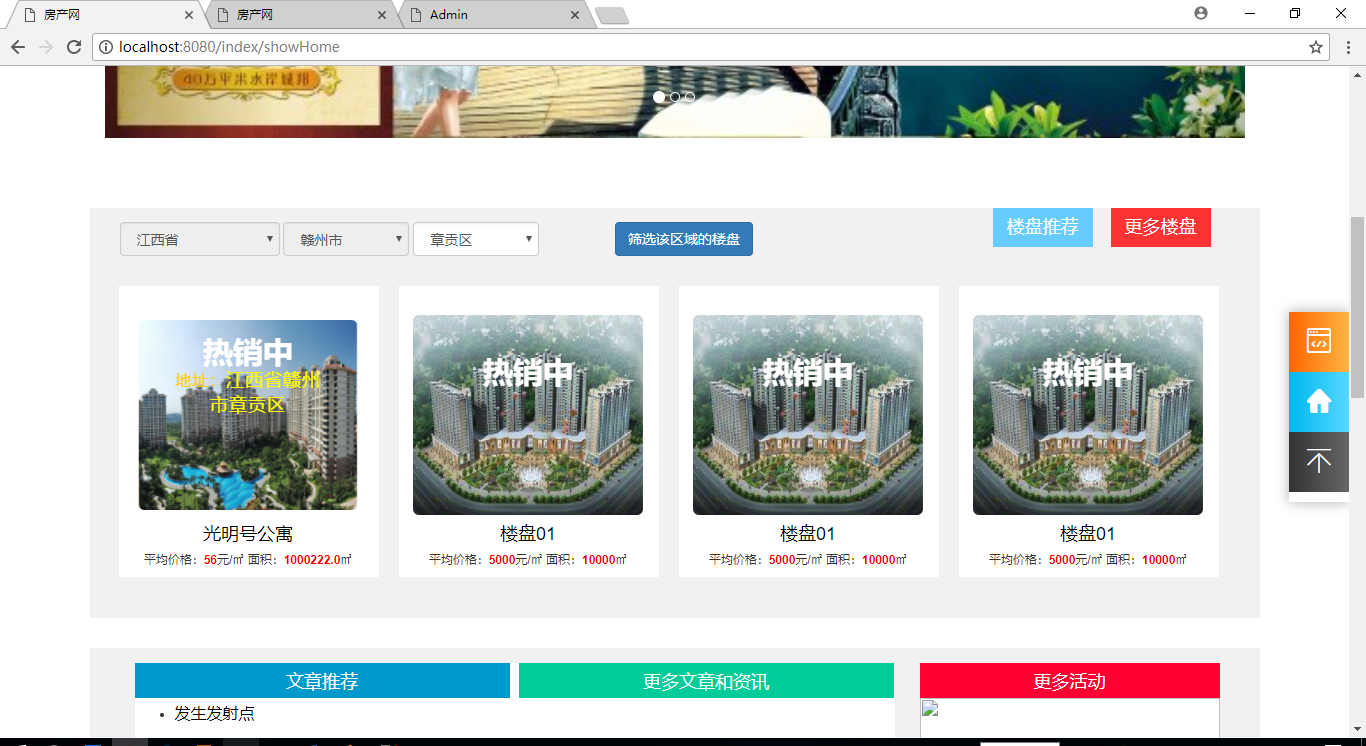 房产网
房产网
Admin
localhost:8080/index/showHome
40万平米水岸城邦
江西省
赣州市
章贡区
筛选该区域的楼盘
楼盘推荐
更多楼盘
热销中
地址：江西省赣州
市章贡区
光明号公寓
平均价格：56元/㎡ 面积：1000222.0㎡
热销中
楼盘01
平均价格：5000元/㎡ 面积：10000㎡
热销中
楼盘01
平均价格：5000元/㎡ 面积：10000㎡
热销中
楼盘01
平均价格：5000元/㎡ 面积：10000㎡
文章推荐
更多文章和资讯
更多活动
发生发射点